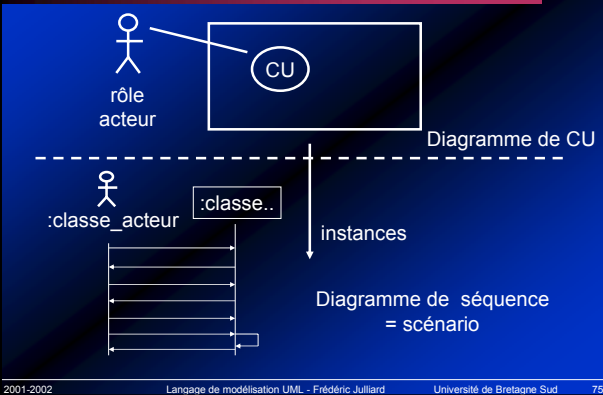 CU
rôle
acteur
Diagramme de CU
:classe_acteur
:classe..
instances
Diagramme de séquence
= scénario
2001-2002 Langage de modélisation UML - Frédéric Julliard Université de Bretagne Sud 75